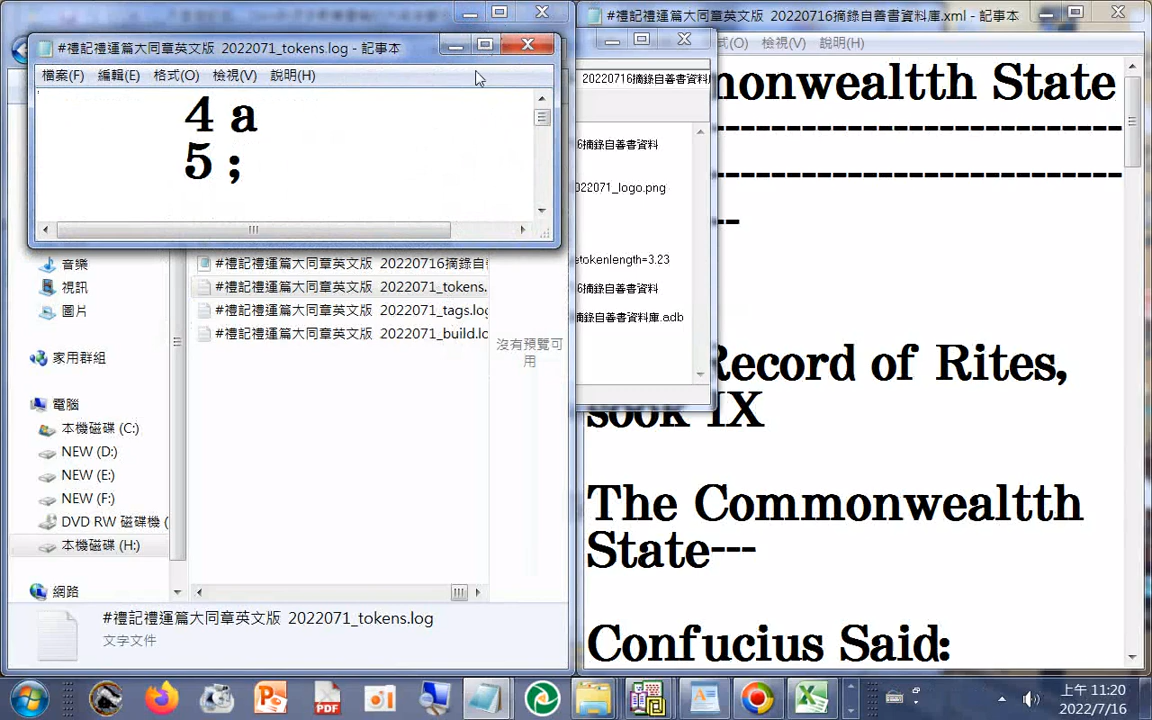 #禮記禮運篇大同章英文版 20220716摘錄自善書資料庫.xml - 記事本
#禮記禮運篇大同章英文版 2022071_tokens.log - 記事本
檔案(F) 編輯(E) 格式(O) 檢視(V) 說明(H)
4 a
5 ;
式(O) 檢視(V) 說明(H)
20220716摘錄自善書資料
6摘錄自善書資料
022071_logo.png
etokenlength=3.23
6摘錄自善書資料
摘錄自善書資料庫.adb
monwealtth State
Record of Rites,
sook IX
The Commonwealtth
State---
Confucius Said:
音樂
視訊
圖片
家用群組
電腦
本機磁碟 (C:)
NEW (D:)
NEW (E:)
NEW (F:)
DVD RW 磁碟機 (
本機磁碟 (H:)
網路
#禮記禮運篇大同章英文版 20220716摘錄自
#禮記禮運篇大同章英文版 2022071_tokens.
#禮記禮運篇大同章英文版 2022071_tags.log
#禮記禮運篇大同章英文版 2022071_build.lo
沒有預覽可
用
#禮記禮運篇大同章英文版 2022071_tokens.log
文字文件
PDF
上午 11:20
2022/7/16